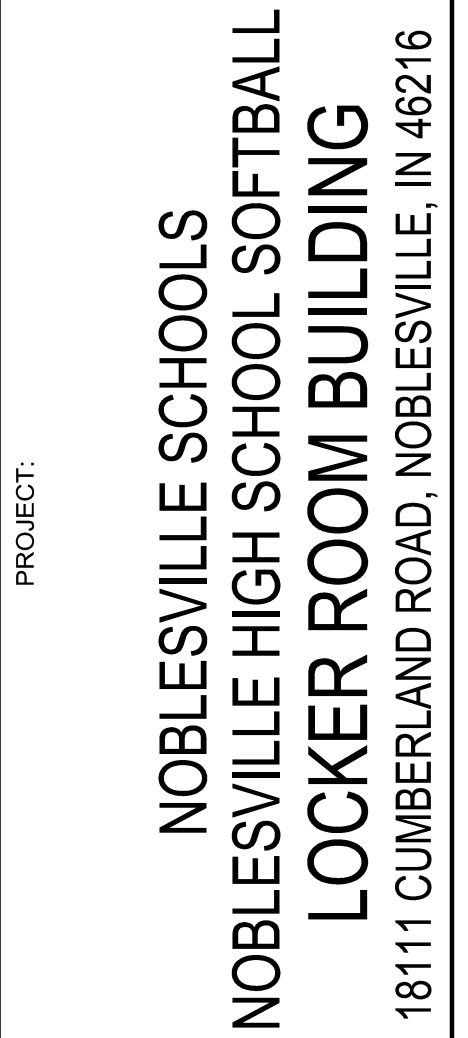 PROJECT:
NOBLESVILLE SCHOOLS
NOBLESVILLE HIGH SCHOOL SOFTBALL
LOCKER ROOM BUILDING
18111 CUMBERLAND ROAD, NOBLESVILLE, IN 46216